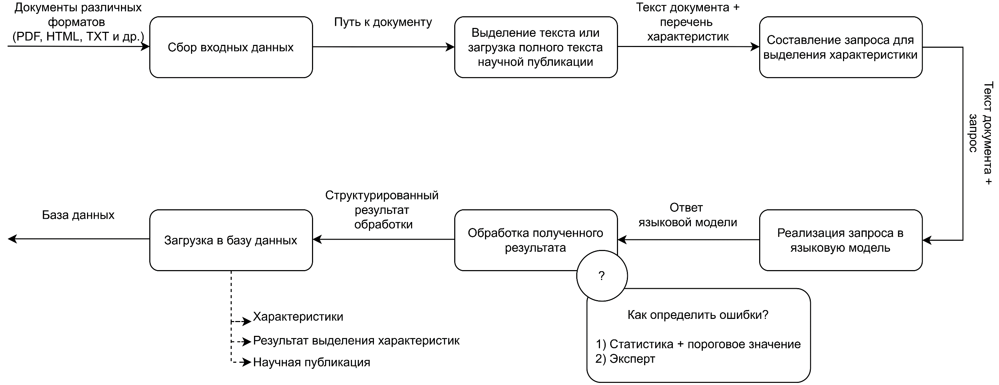 Документы различных
форматов
(PDF, HTML, TXT и др.)
Сбор входных данных
Путь к документу
Выделение текста или
загрузка полного текста
научной публикации
Текст документа +
перечень
характеристик
Составление запроса для
выделения характеристики
Текст документа +
запрос
Реализация запроса в
языковую модель
Ответ
языковой модели
Обработка полученного
результата
?
Как определить ошибки?
1) Статистика + пороговое значение
2) Эксперт
Структурированный
результат
обработки
Загрузка в базу данных
Характеристики
Результат выделения характеристик
Научная публикация
База данных